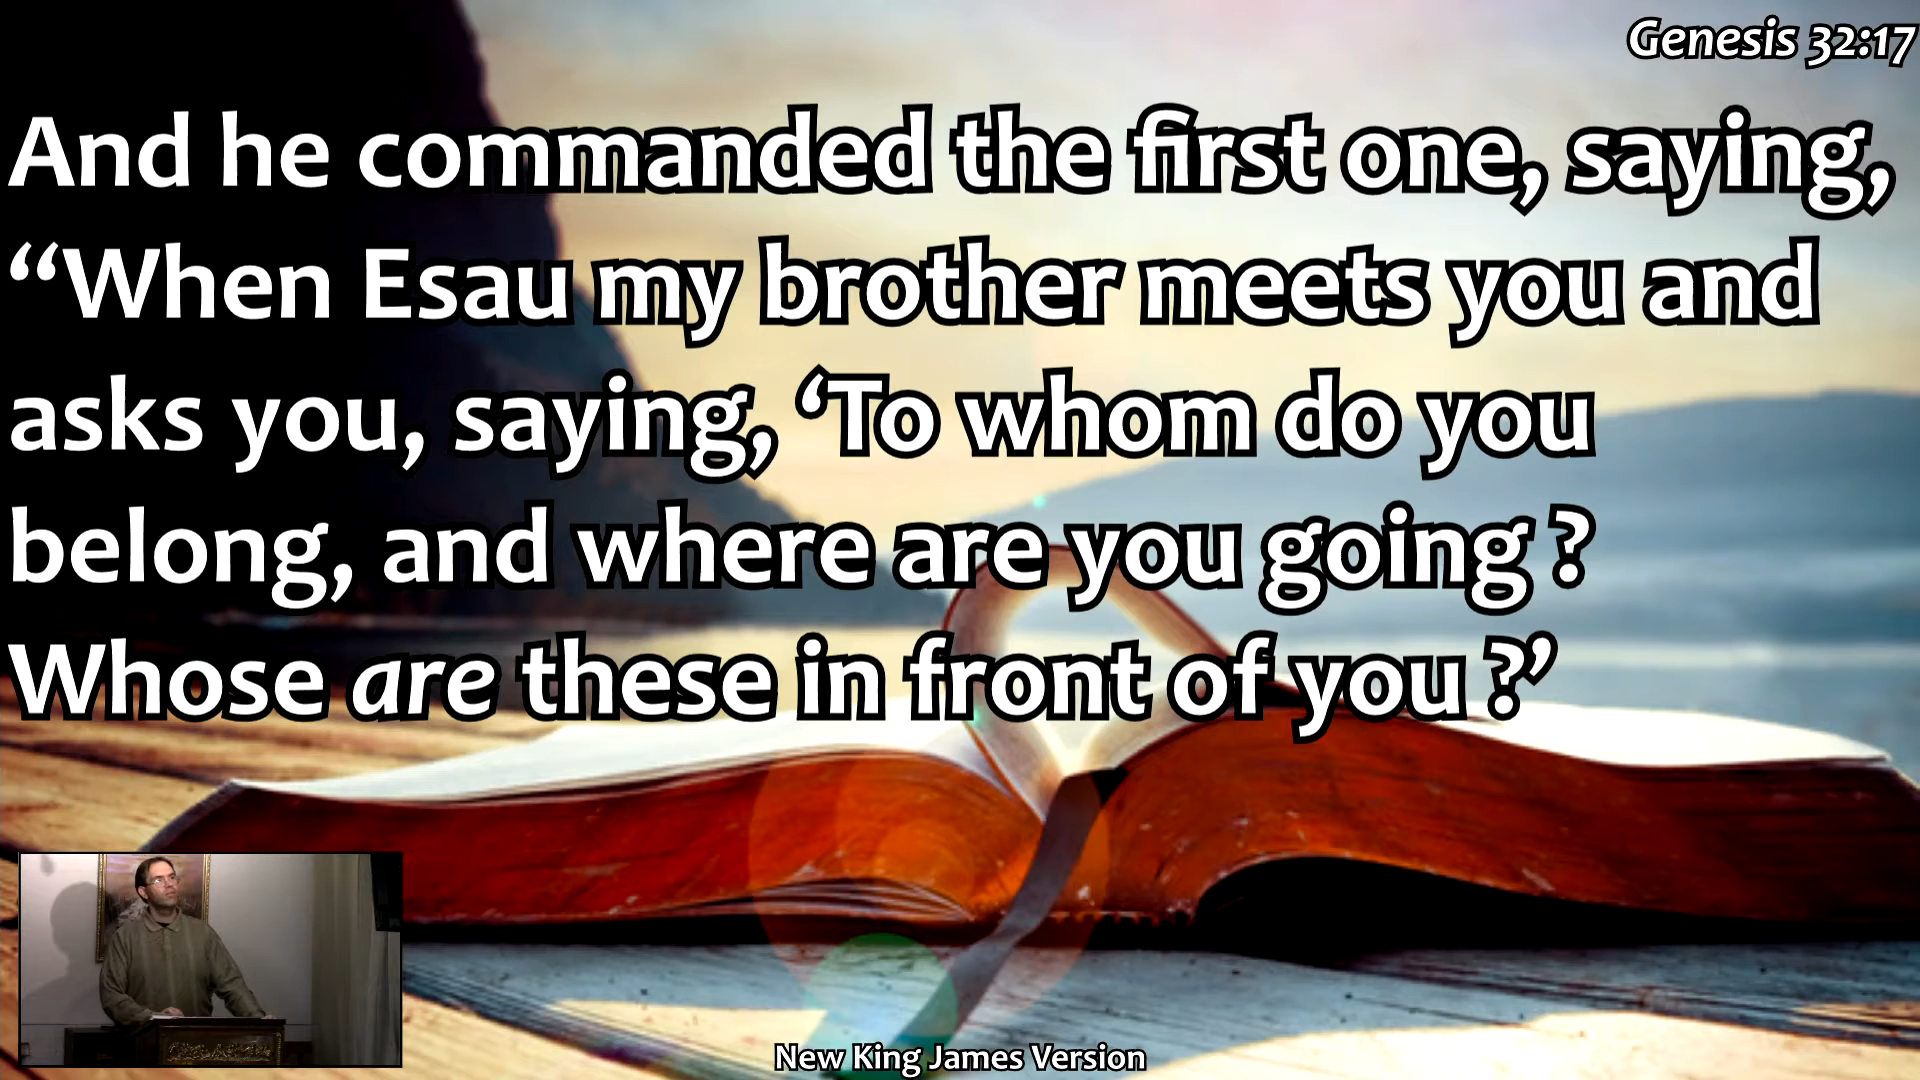 Genesis 32:17
And he commanded the first one, saying,
“When Esau my brother meets you and
asks you, saying, ‘To whom do you
belong, and where are you going ?
Whose are these in front of you ?’
New King James Version